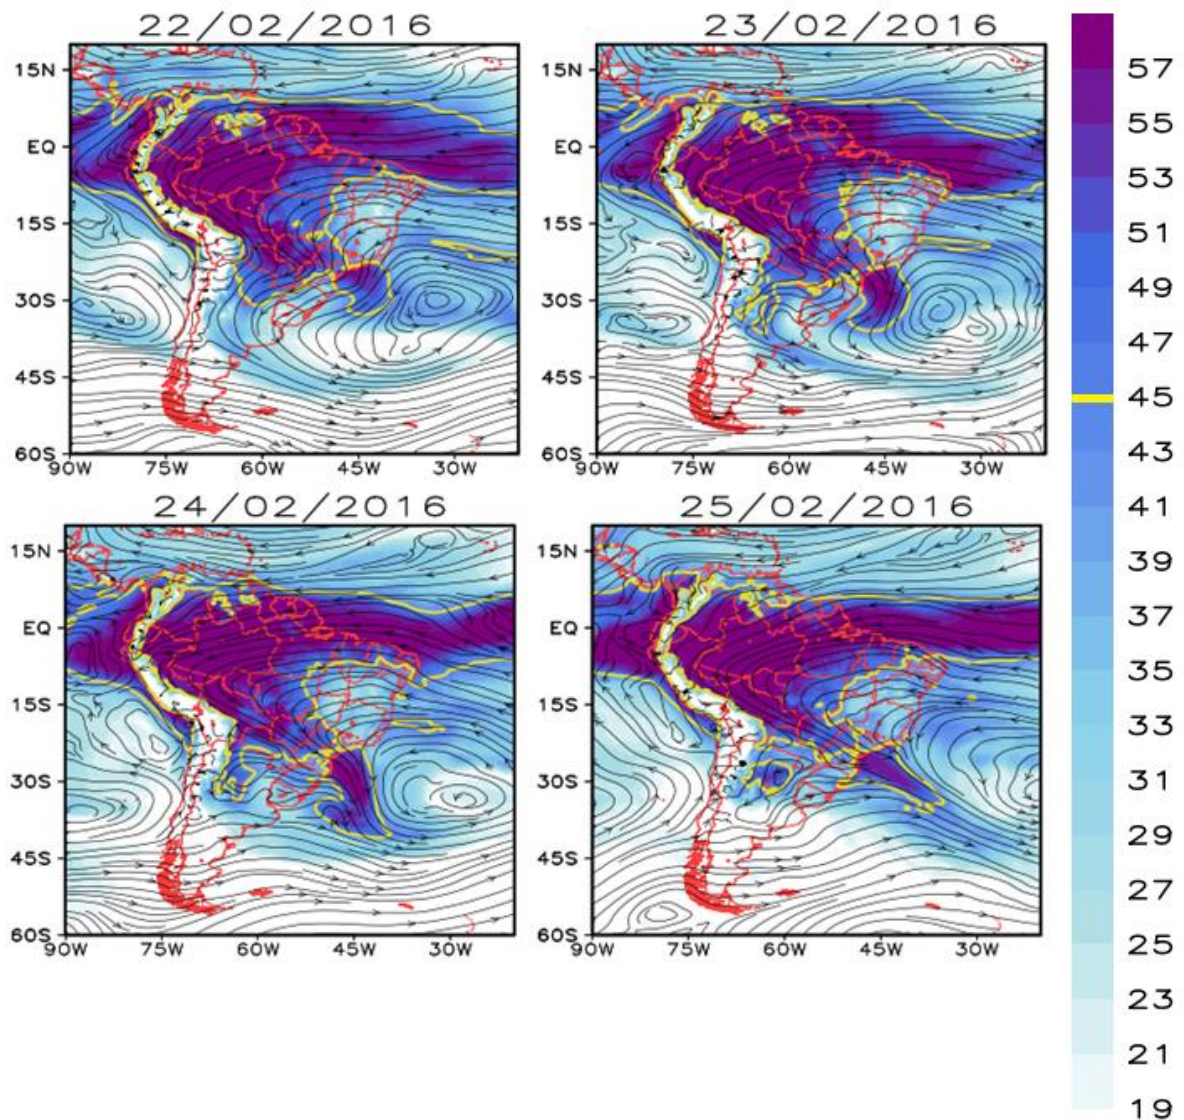 22/02/2016
15N
EQ
15S
30S
45S
60S
90W 75W 60W 45W 30W
23/02/2016
15N
EQ
15S
30S
45S
60S
90W 75W 60W 45W 30W
24/02/2016
15N
EQ
15S
30S
45S
60S
90W 75W 60W 45W 30W
25/02/2016
15N
EQ
15S
30S
45S
60S
90W 75W 60W 45W 30W
57
55
53
51
49
47
45
43
41
39
37
35
33
31
29
27
25
23
21
19